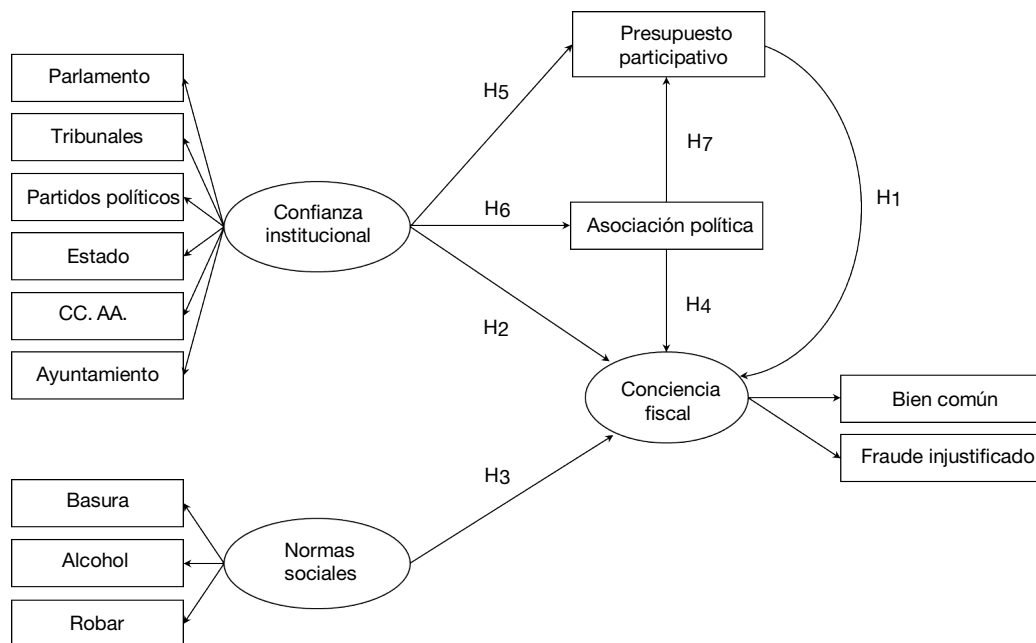 Presupuesto
participativo
Parlamento
H5
Tribunales
H7
Partidos políticos
Confianza
institucional
H6
Asociación política
H1
Estado
CC. AA.
H4
H2
Ayuntamiento
Conciencia
fiscal
Bien común
Fraude injustificado
H3
Basura
Normas
sociales
Alcohol
Robar